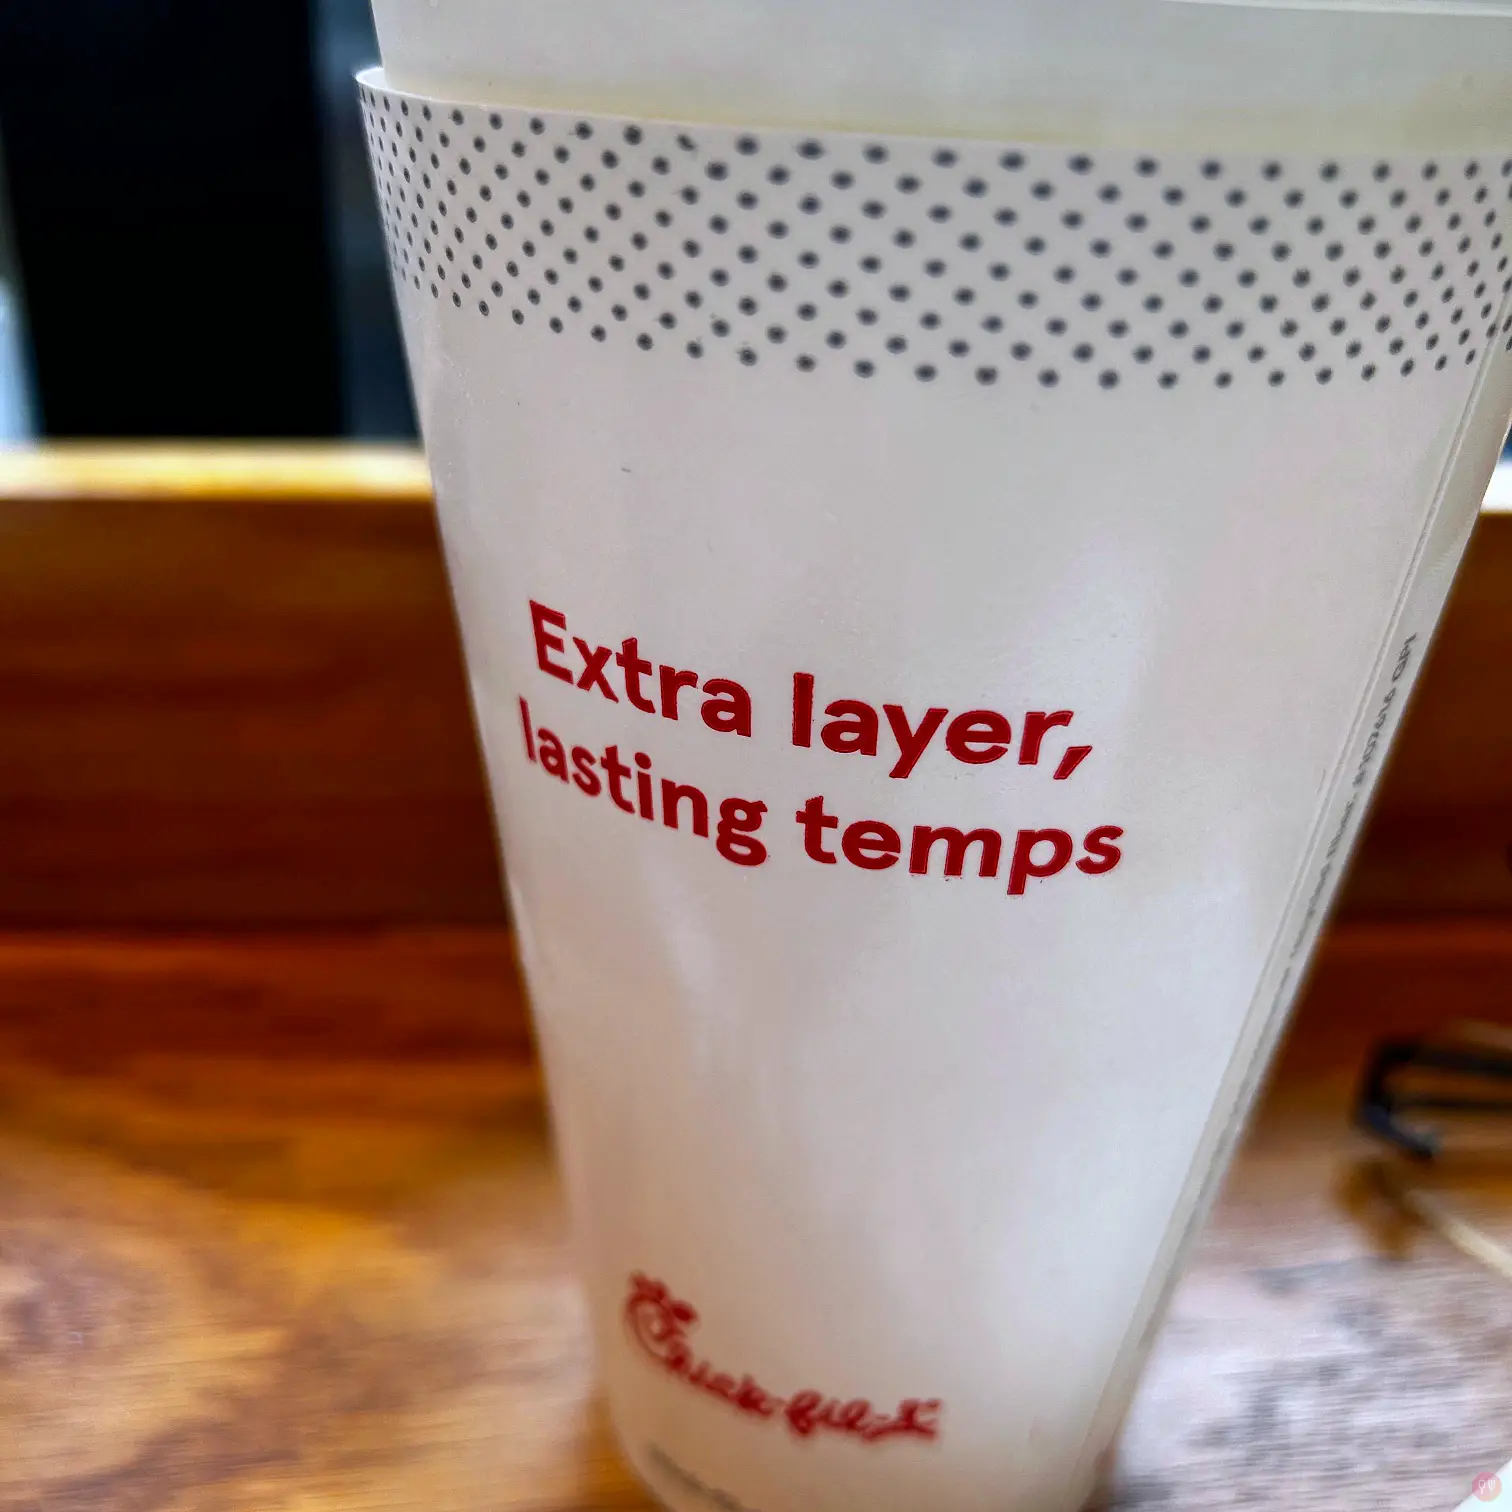 Extra layer,
lasting temps
Chick-fil-A